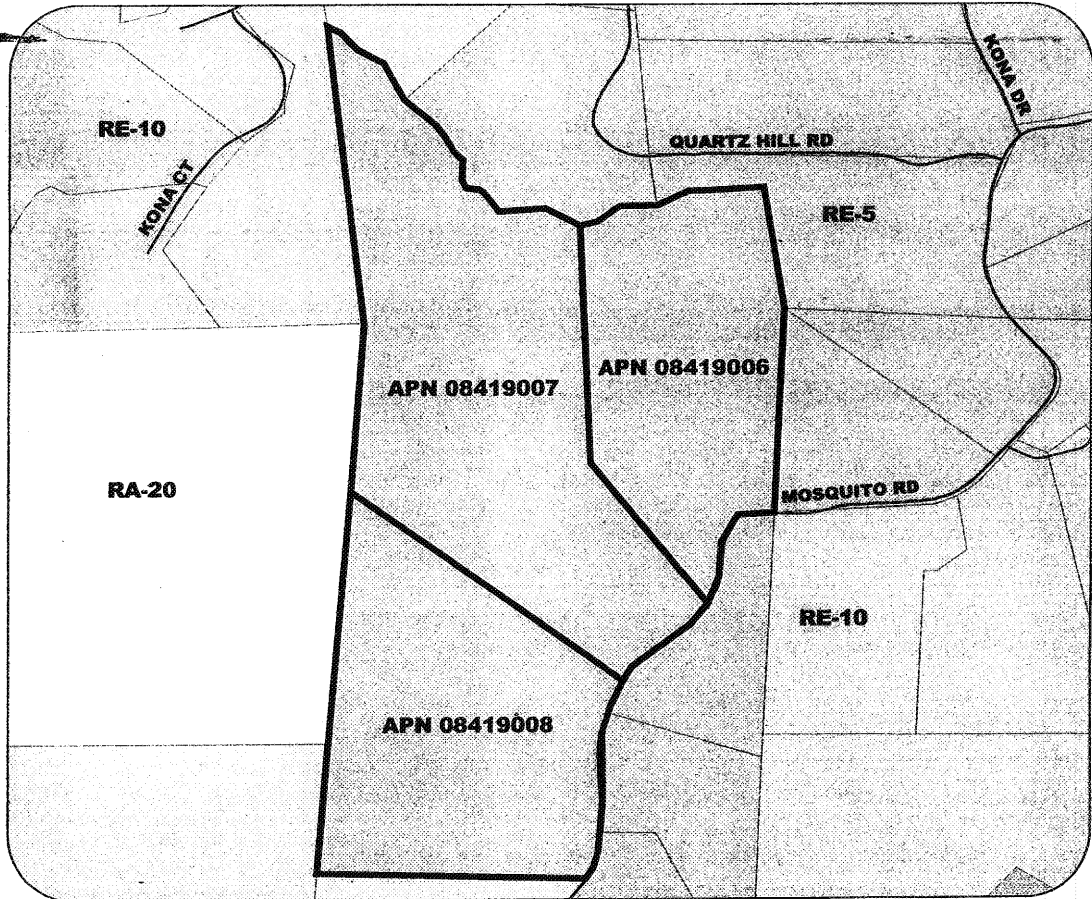 KONA DR
RE-10
QUARTZ HILL RD
KONA CT
RE-5
APN 08419007
APN 08419006
RA-20
MOSQUITO RD
RE-10
APN 08419008